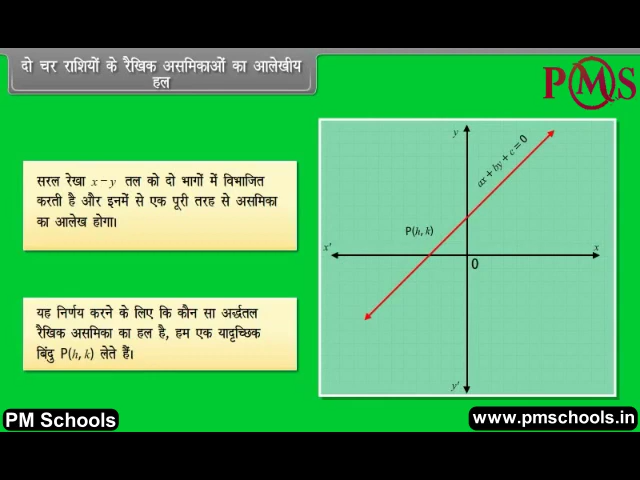 दो चर राशियों के रैखिक असमिकाओं का आलेखीय
हल
PMS
सरल रेखा x - y तल को दो भागों में विभाजित
करती है और इनमें से एक पूरी तरह से असमिका
का आलेख होगा।
यह निर्णय करने के लिए कि कौन सा अर्द्धतल
रैखिक असमिका का हल है, हम एक यादृच्छिक
बिंदु P(h, k) लेते हैं।
y
ax + by + c = 0
P(h, k)
x'
x
0
y'
PM Schools
www.pmschools.in